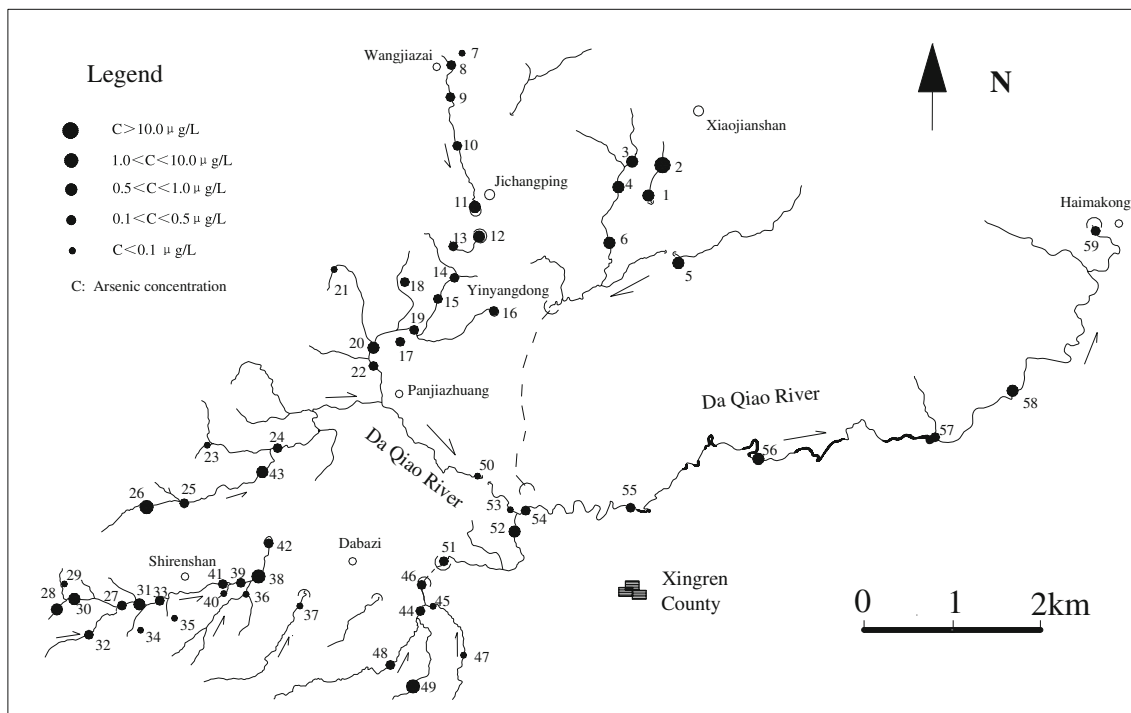 Legend
C>10.0 μ g/L
1.0<C<10.0 μ g/L
0.5<C<1.0 μ g/L
0.1<C<0.5 μ g/L
C<0.1 μ g/L
C: Arsenic concentration
N
Wangjiazai
7
8
9
10
Xiaojianshan
3
2
4
1
Jichangping
11
12
13
6
5
Haimakong
59
14
21
18
15
Yinyangdong
16
19
20
17
22
Panjiazhuang
Da Qiao River
58
57
56
24
23
43
Da Qiao River
50
26
25
53
54
55
52
42
Shirenshan
Dabazi
51
29
41
39
38
46
28
30
27
31
33
40
36
37
44
45
35
34
32
48
47
49
Xingren
County
0
1
2km